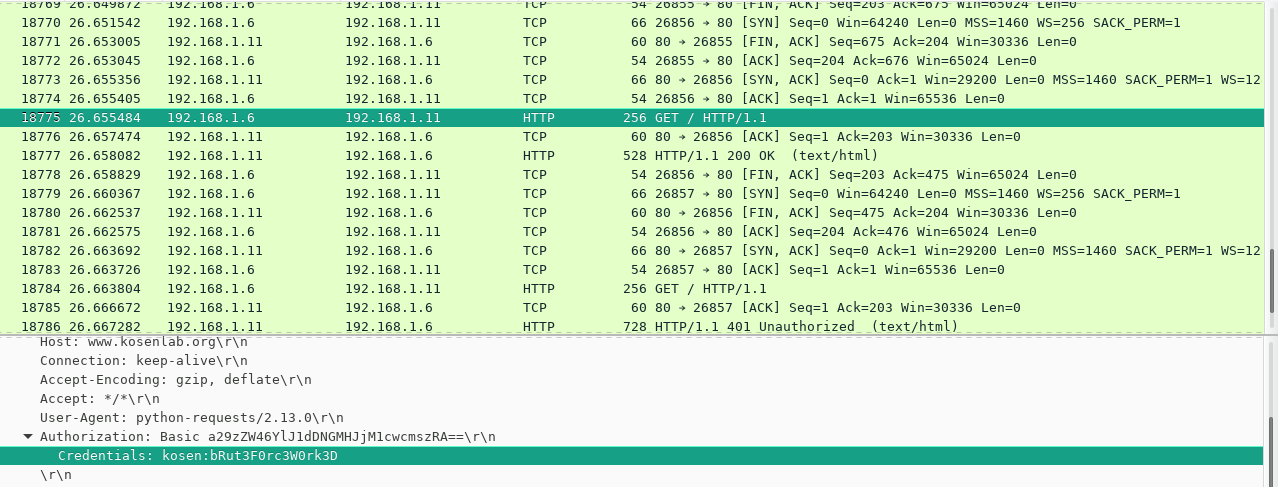 18769 26.649872 192.168.1.6 192.168.1.11 TCP 54 26855 → 80 [FIN, ACK] Seq=203 Ack=675 Win=65024 Len=0
18770 26.651542 192.168.1.6 192.168.1.11 TCP 66 26856 → 80 [SYN] Seq=0 Win=64240 Len=0 MSS=1460 WS=256 SACK_PERM=1
18771 26.653005 192.168.1.11 192.168.1.6 TCP 60 80 → 26855 [FIN, ACK] Seq=675 Ack=204 Win=30336 Len=0
18772 26.653045 192.168.1.6 192.168.1.11 TCP 54 26855 → 80 [ACK] Seq=204 Ack=676 Win=65024 Len=0
18773 26.655356 192.168.1.11 192.168.1.6 TCP 66 80 → 26856 [SYN, ACK] Seq=0 Ack=1 Win=29200 Len=0 MSS=1460 SACK_PERM=1 WS=12
18774 26.655405 192.168.1.6 192.168.1.11 TCP 54 26856 → 80 [ACK] Seq=1 Ack=1 Win=65536 Len=0
18775 26.655484 192.168.1.6 192.168.1.11 HTTP 256 GET / HTTP/1.1
18776 26.657474 192.168.1.11 192.168.1.6 TCP 60 80 → 26856 [ACK] Seq=1 Ack=203 Win=30336 Len=0
18777 26.658082 192.168.1.11 192.168.1.6 HTTP 528 HTTP/1.1 200 OK (text/html)
18778 26.658829 192.168.1.6 192.168.1.11 TCP 54 26856 → 80 [FIN, ACK] Seq=203 Ack=475 Win=65024 Len=0
18779 26.660367 192.168.1.6 192.168.1.11 TCP 66 26857 → 80 [SYN] Seq=0 Win=64240 Len=0 MSS=1460 WS=256 SACK_PERM=1
18780 26.662537 192.168.1.11 192.168.1.6 TCP 60 80 → 26856 [FIN, ACK] Seq=475 Ack=204 Win=30336 Len=0
18781 26.662575 192.168.1.6 192.168.1.11 TCP 54 26856 → 80 [ACK] Seq=204 Ack=476 Win=65024 Len=0
18782 26.663692 192.168.1.11 192.168.1.6 TCP 66 80 → 26857 [SYN, ACK] Seq=0 Ack=1 Win=29200 Len=0 MSS=1460 SACK_PERM=1 WS=12
18783 26.663726 192.168.1.6 192.168.1.11 TCP 54 26857 → 80 [ACK] Seq=1 Ack=1 Win=65536 Len=0
18784 26.663804 192.168.1.6 192.168.1.11 HTTP 256 GET / HTTP/1.1
18785 26.666672 192.168.1.11 192.168.1.6 TCP 60 80 → 26857 [ACK] Seq=1 Ack=203 Win=30336 Len=0
18786 26.667282 192.168.1.11 192.168.1.6 HTTP 728 HTTP/1.1 401 Unauthorized (text/html)
Host: www.kosenlab.org\r\n
Connection: keep-alive\r\n
Accept-Encoding: gzip, deflate\r\n
Accept: */*\r\n
User-Agent: python-requests/2.13.0\r\n
Authorization: Basic a29zZW46YlJ1dDNGMHJjM1cwcmszRA==\r\n
Credentials: kosen:bRut3F0rc3W0rk3D
\r\n